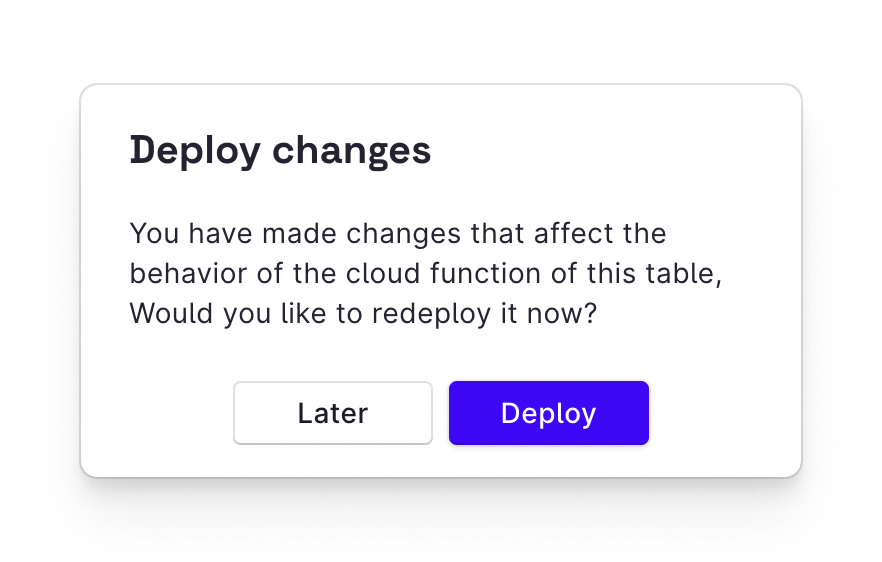 Deploy changes
You have made changes that affect the
behavior of the cloud function of this table,
Would you like to redeploy it now?
Later
Deploy